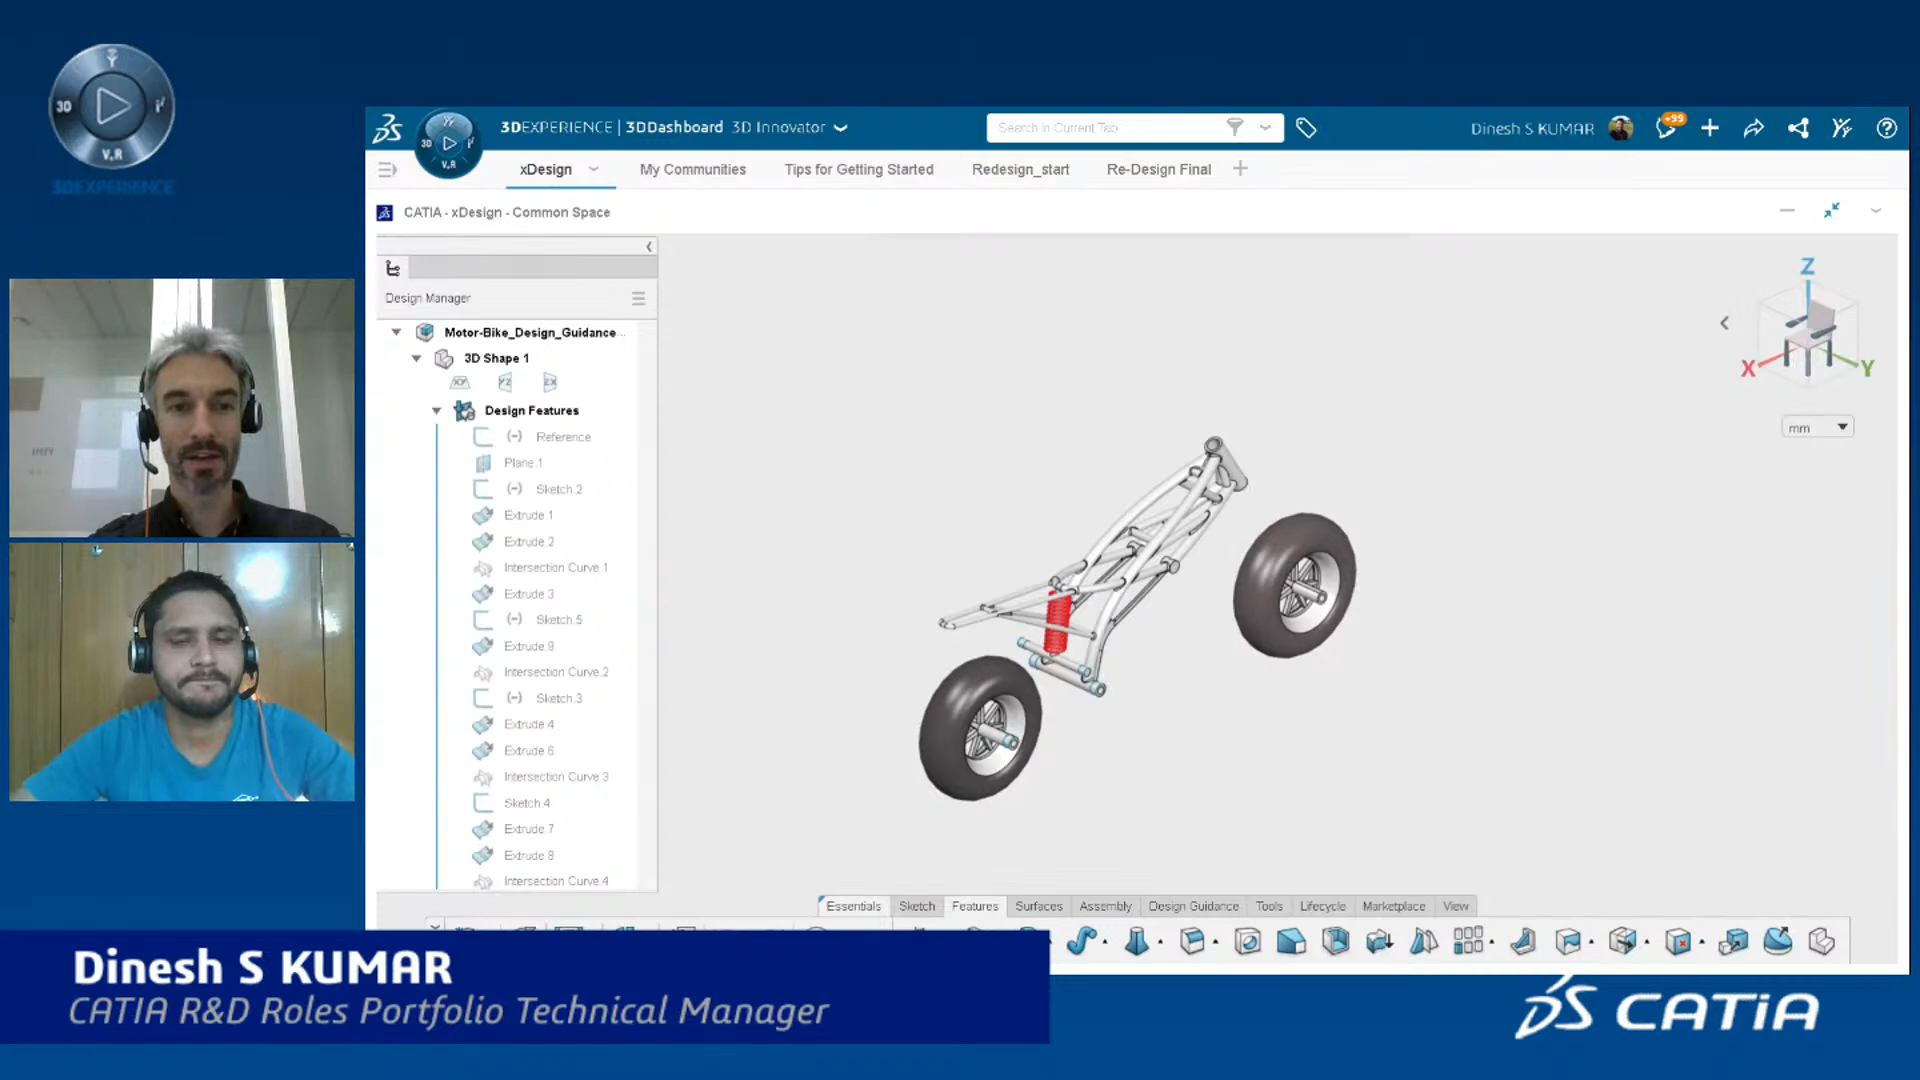 3D
V.R
3DEXPERIENCE
3DEXPERIENCE | 3DDashboard 3D Innovator
Search In Current Tab
Dinesh S KUMAR
+99
3D
V.R
xDesign
My Communities
Tips for Getting Started
Redesign_start
Re-Design Final
CATIA - xDesign - Common Space
Design Manager
Motor-Bike_Design_Guidance...
3D Shape 1
XY
YZ
ZX
Design Features
(-) Reference
Plane.1
(-) Sketch.2
Extrude.1
Extrude.2
Intersection Curve.1
Extrude.3
(-) Sketch.5
Extrude.9
Intersection Curve.2
(-) Sketch.3
Extrude.4
Extrude.6
Intersection Curve.3
Sketch.4
Extrude.7
Extrude.8
Intersection Curve.4
Z
X
Y
mm
Essentials
Sketch
Features
Surfaces
Assembly
Design Guidance
Tools
Lifecycle
Marketplace
View
Dinesh S KUMAR
CATIA R&D Roles Portfolio Technical Manager
CATIA